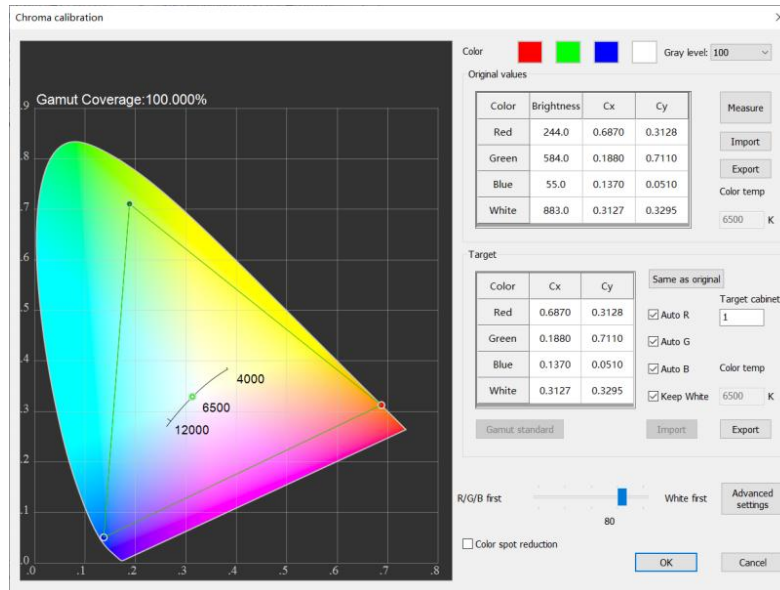 Chroma calibration
Gamut Coverage:100.000%
.9
.8
.7
.6
.5
.4
.3
.2
.1
.0
.0 .1 .2 .3 .4 .5 .6 .7 .8
4000
6500
12000
Color Gray level: 100
Original values
Color Brightness Cx Cy
Red 244.0 0.6870 0.3128
Green 584.0 0.1880 0.7110
Blue 55.0 0.1370 0.0510
White 883.0 0.3127 0.3295
Measure
Import
Export
Color temp
6500 K
Target
Color Cx Cy
Red 0.6870 0.3128
Green 0.1880 0.7110
Blue 0.1370 0.0510
White 0.3127 0.3295
Same as original
Auto R
Auto G
Auto B
Keep White
Target cabinet
1
Color temp
6500 K
Gamut standard Import Export
R/G/B first White first
80
Advanced settings
Color spot reduction
OK Cancel